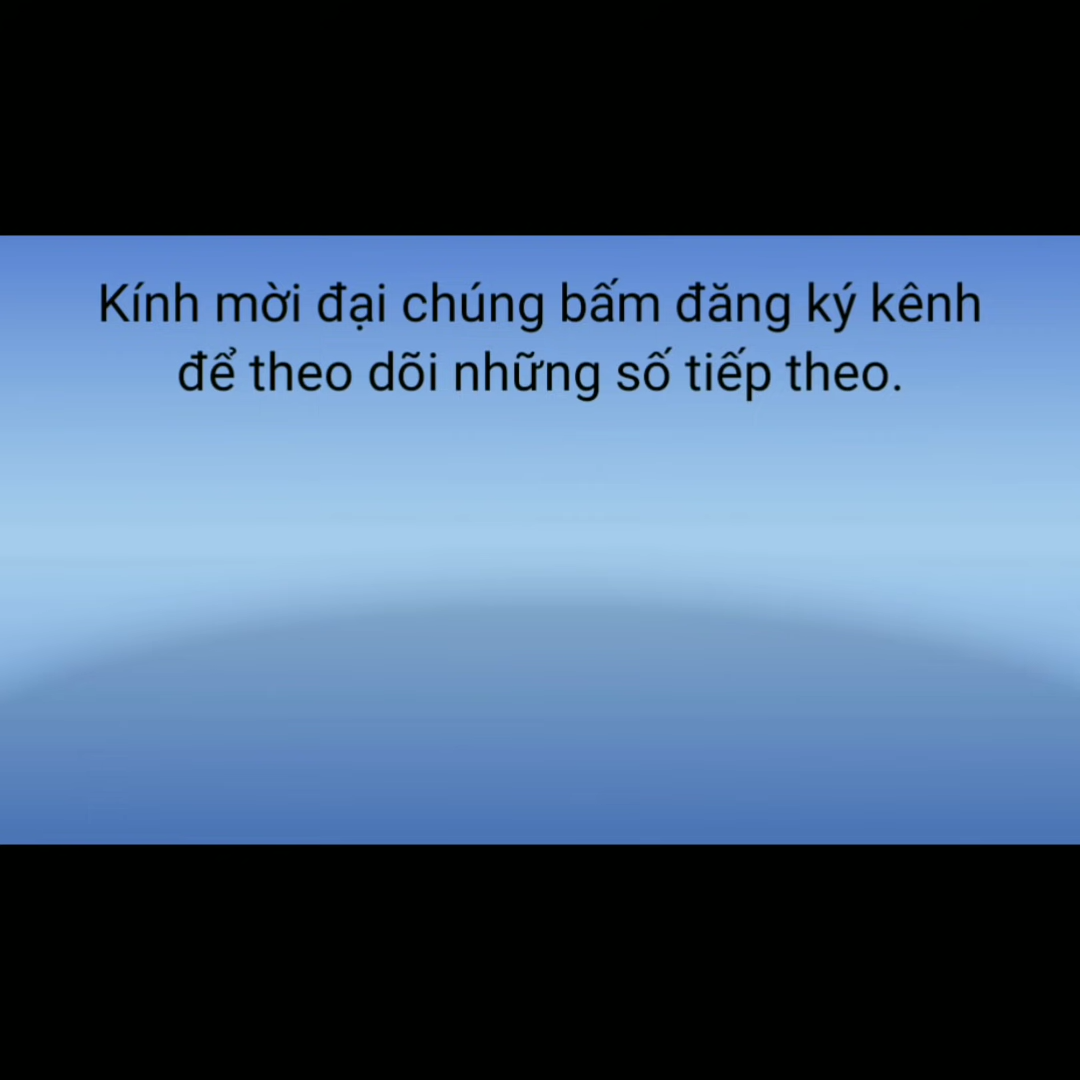 Kính mời đại chúng bấm đăng ký kênh
để theo dõi những số tiếp theo.